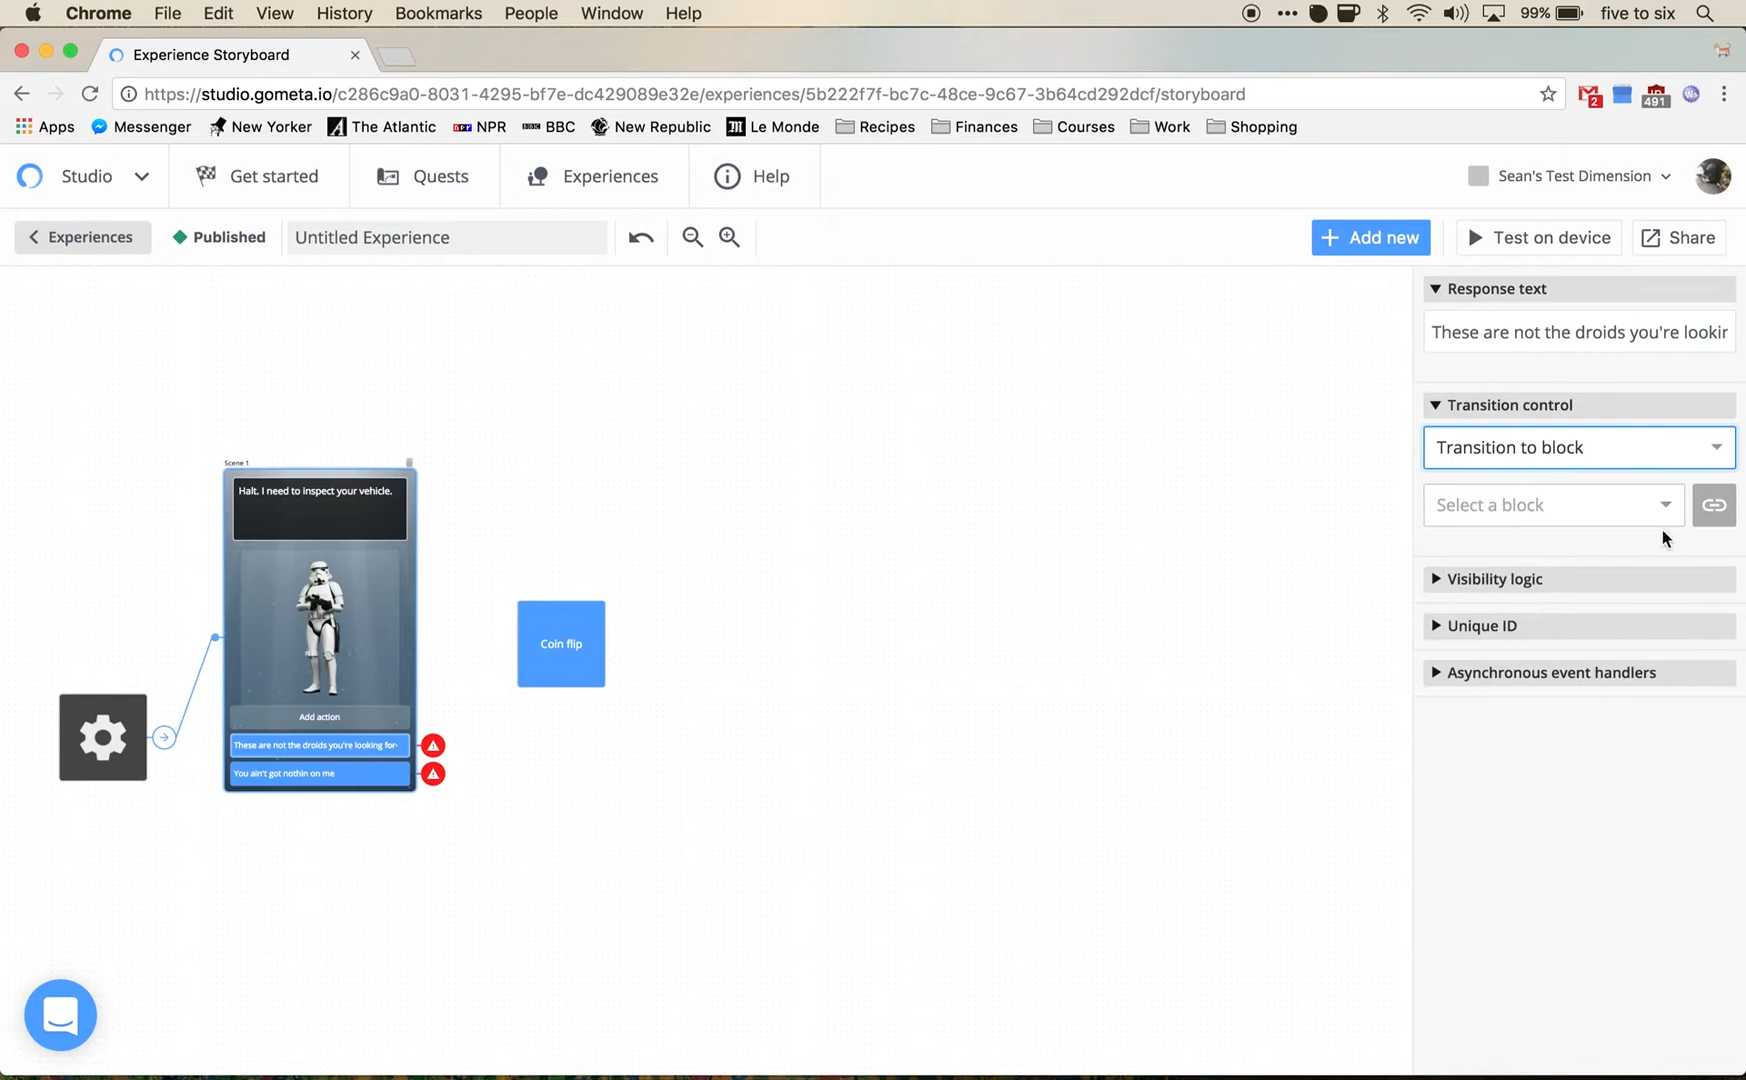 Chrome File Edit View History Bookmarks People Window Help 99% five to six
Experience Storyboard
https://studio.gometa.io/c286c9a0-8031-4295-bf7e-dc429089e32e/experiences/5b222f7f-bc7c-48ce-9c67-3b64cd292dcf/storyboard 2 491
Apps Messenger New Yorker The Atlantic NPR BBC New Republic Le Monde Recipes Finances Courses Work Shopping
Studio Get started Quests Experiences Help Sean's Test Dimension
Experiences Published Untitled Experience Add new Test on device Share
Response text
These are not the droids you're lookin
Transition control
Transition to block
Select a block
Visibility logic
Unique ID
Asynchronous event handlers
Scene 1
Halt. I need to inspect your vehicle.
Coin flip
Add action
These are not the droids you're looking for
You ain't got nothin on me